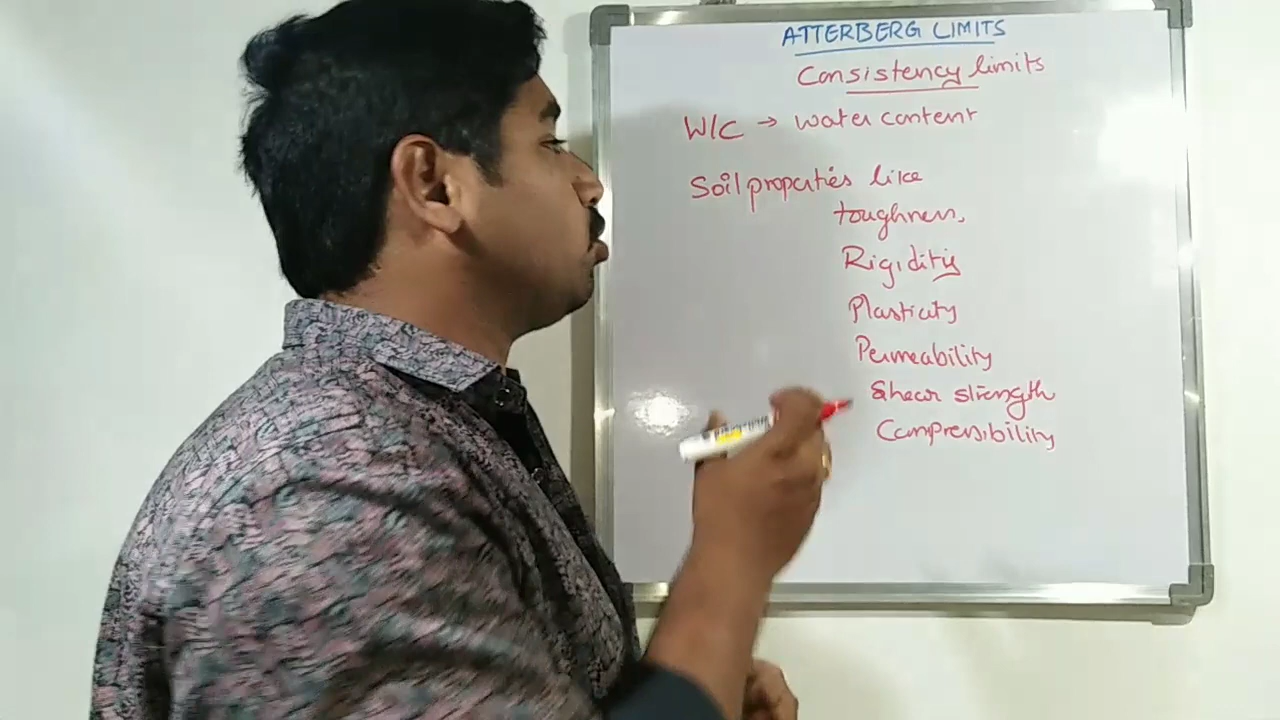 ATTERBERG LIMITS
Consistency limits
W/C → water content
Soil properties like
toughness,
Rigidity
Plasticity
Permeability
Shear strength
Compressibility